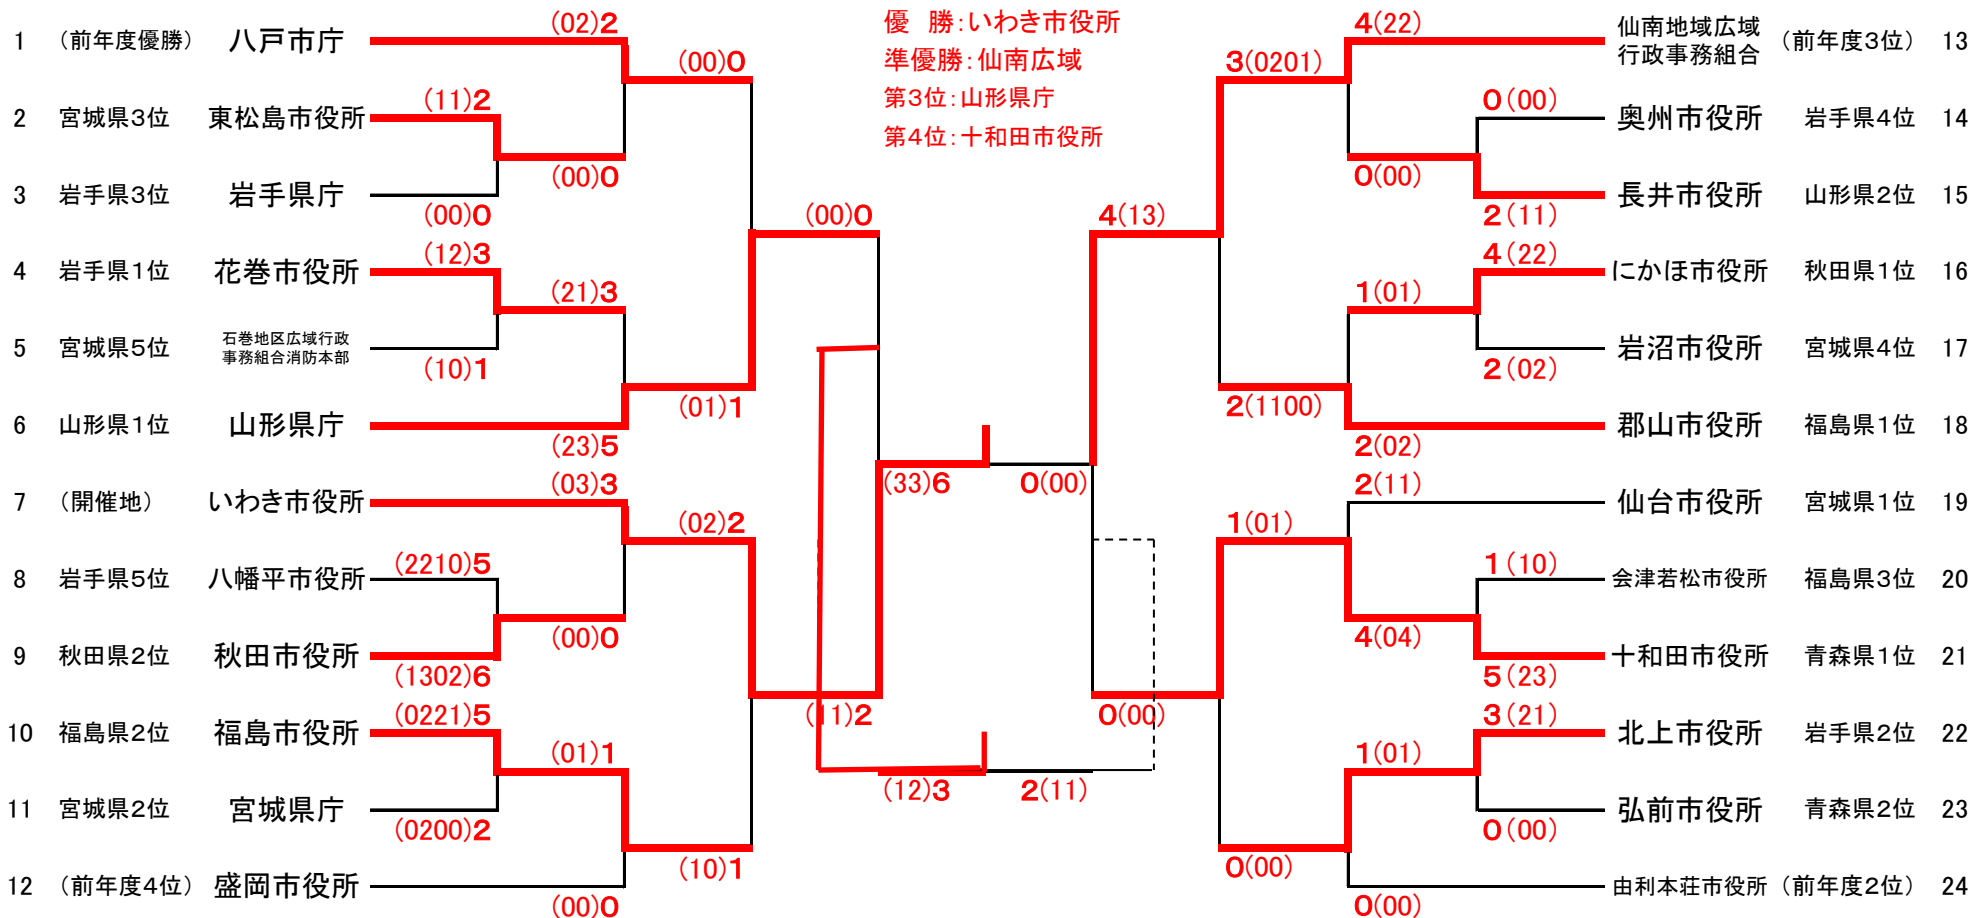 優　勝：いわき市役所
準優勝：仙南広域
第3位：山形県庁
第4位：十和田市役所
1 （前年度優勝） 八戸市庁
(02)2
(00)0
2 宮城県3位 東松島市役所
(11)2
(00)0
3 岩手県3位 岩手県庁
(00)0
(00)0
4 岩手県1位 花巻市役所
(12)3
(21)3
5 宮城県5位 石巻地区広域行政
事務組合消防本部
(10)1
(01)1
6 山形県1位 山形県庁
(23)5
7 （開催地） いわき市役所
(03)3
(02)2
8 岩手県5位 八幡平市役所
(2210)5
(00)0
9 秋田県2位 秋田市役所
(1302)6
(11)2
10 福島県2位 福島市役所
(0221)5
(01)1
11 宮城県2位 宮城県庁
(0200)2
(10)1
12 （前年度4位） 盛岡市役所
(00)0
(33)6
0(00)
(12)3
2(11)
4(22)
仙南地域広域
行政事務組合 （前年度3位） 13
3(0201)
0(00)
奥州市役所 岩手県4位 14
0(00)
長井市役所 山形県2位 15
2(11)
4(13)
4(22)
にかほ市役所 秋田県1位 16
1(01)
岩沼市役所 宮城県4位 17
2(02)
2(1100)
郡山市役所 福島県1位 18
2(02)
2(11)
仙台市役所 宮城県1位 19
1(01)
1(10)
会津若松市役所 福島県3位 20
4(04)
十和田市役所 青森県1位 21
5(23)
0(00)
3(21)
北上市役所 岩手県2位 22
1(01)
弘前市役所 青森県2位 23
0(00)
0(00)
由利本荘市役所 （前年度2位） 24
0(00)